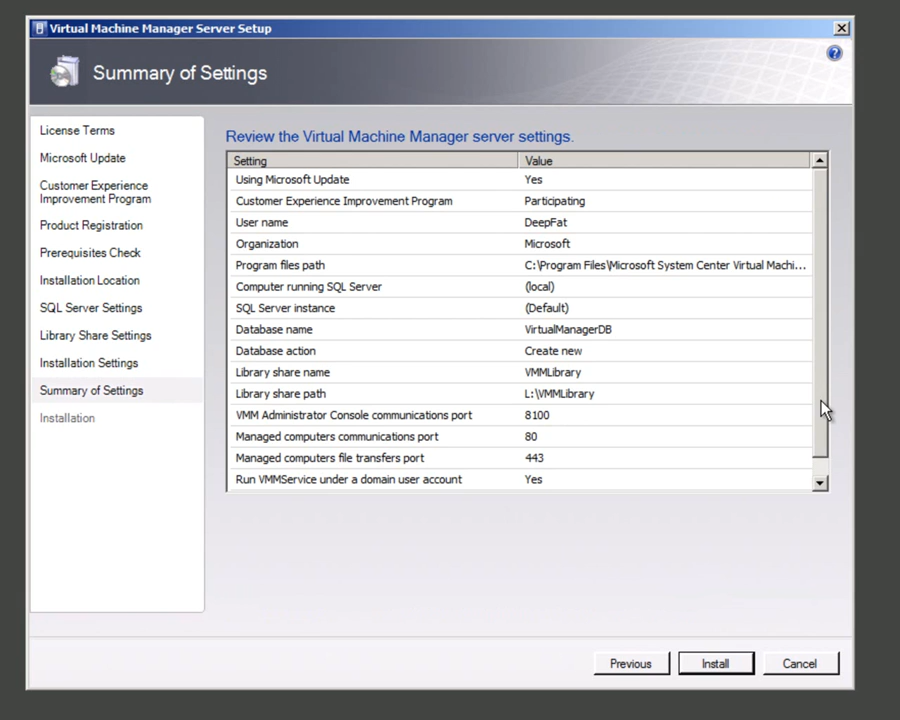 Virtual Machine Manager Server Setup
Summary of Settings
License Terms
Microsoft Update
Customer Experience
Improvement Program
Product Registration
Prerequisites Check
Installation Location
SQL Server Settings
Library Share Settings
Installation Settings
Summary of Settings
Installation
Review the Virtual Machine Manager server settings.
Setting Value
Using Microsoft Update Yes
Customer Experience Improvement Program Participating
User name DeepFat
Organization Microsoft
Program files path C:\Program Files\Microsoft System Center Virtual Machi...
Computer running SQL Server (local)
SQL Server instance (Default)
Database name VirtualManagerDB
Database action Create new
Library share name VMMLibrary
Library share path L:\VMMLibrary
VMM Administrator Console communications port 8100
Managed computers communications port 80
Managed computers file transfers port 443
Run VMMService under a domain user account Yes
Previous Install Cancel